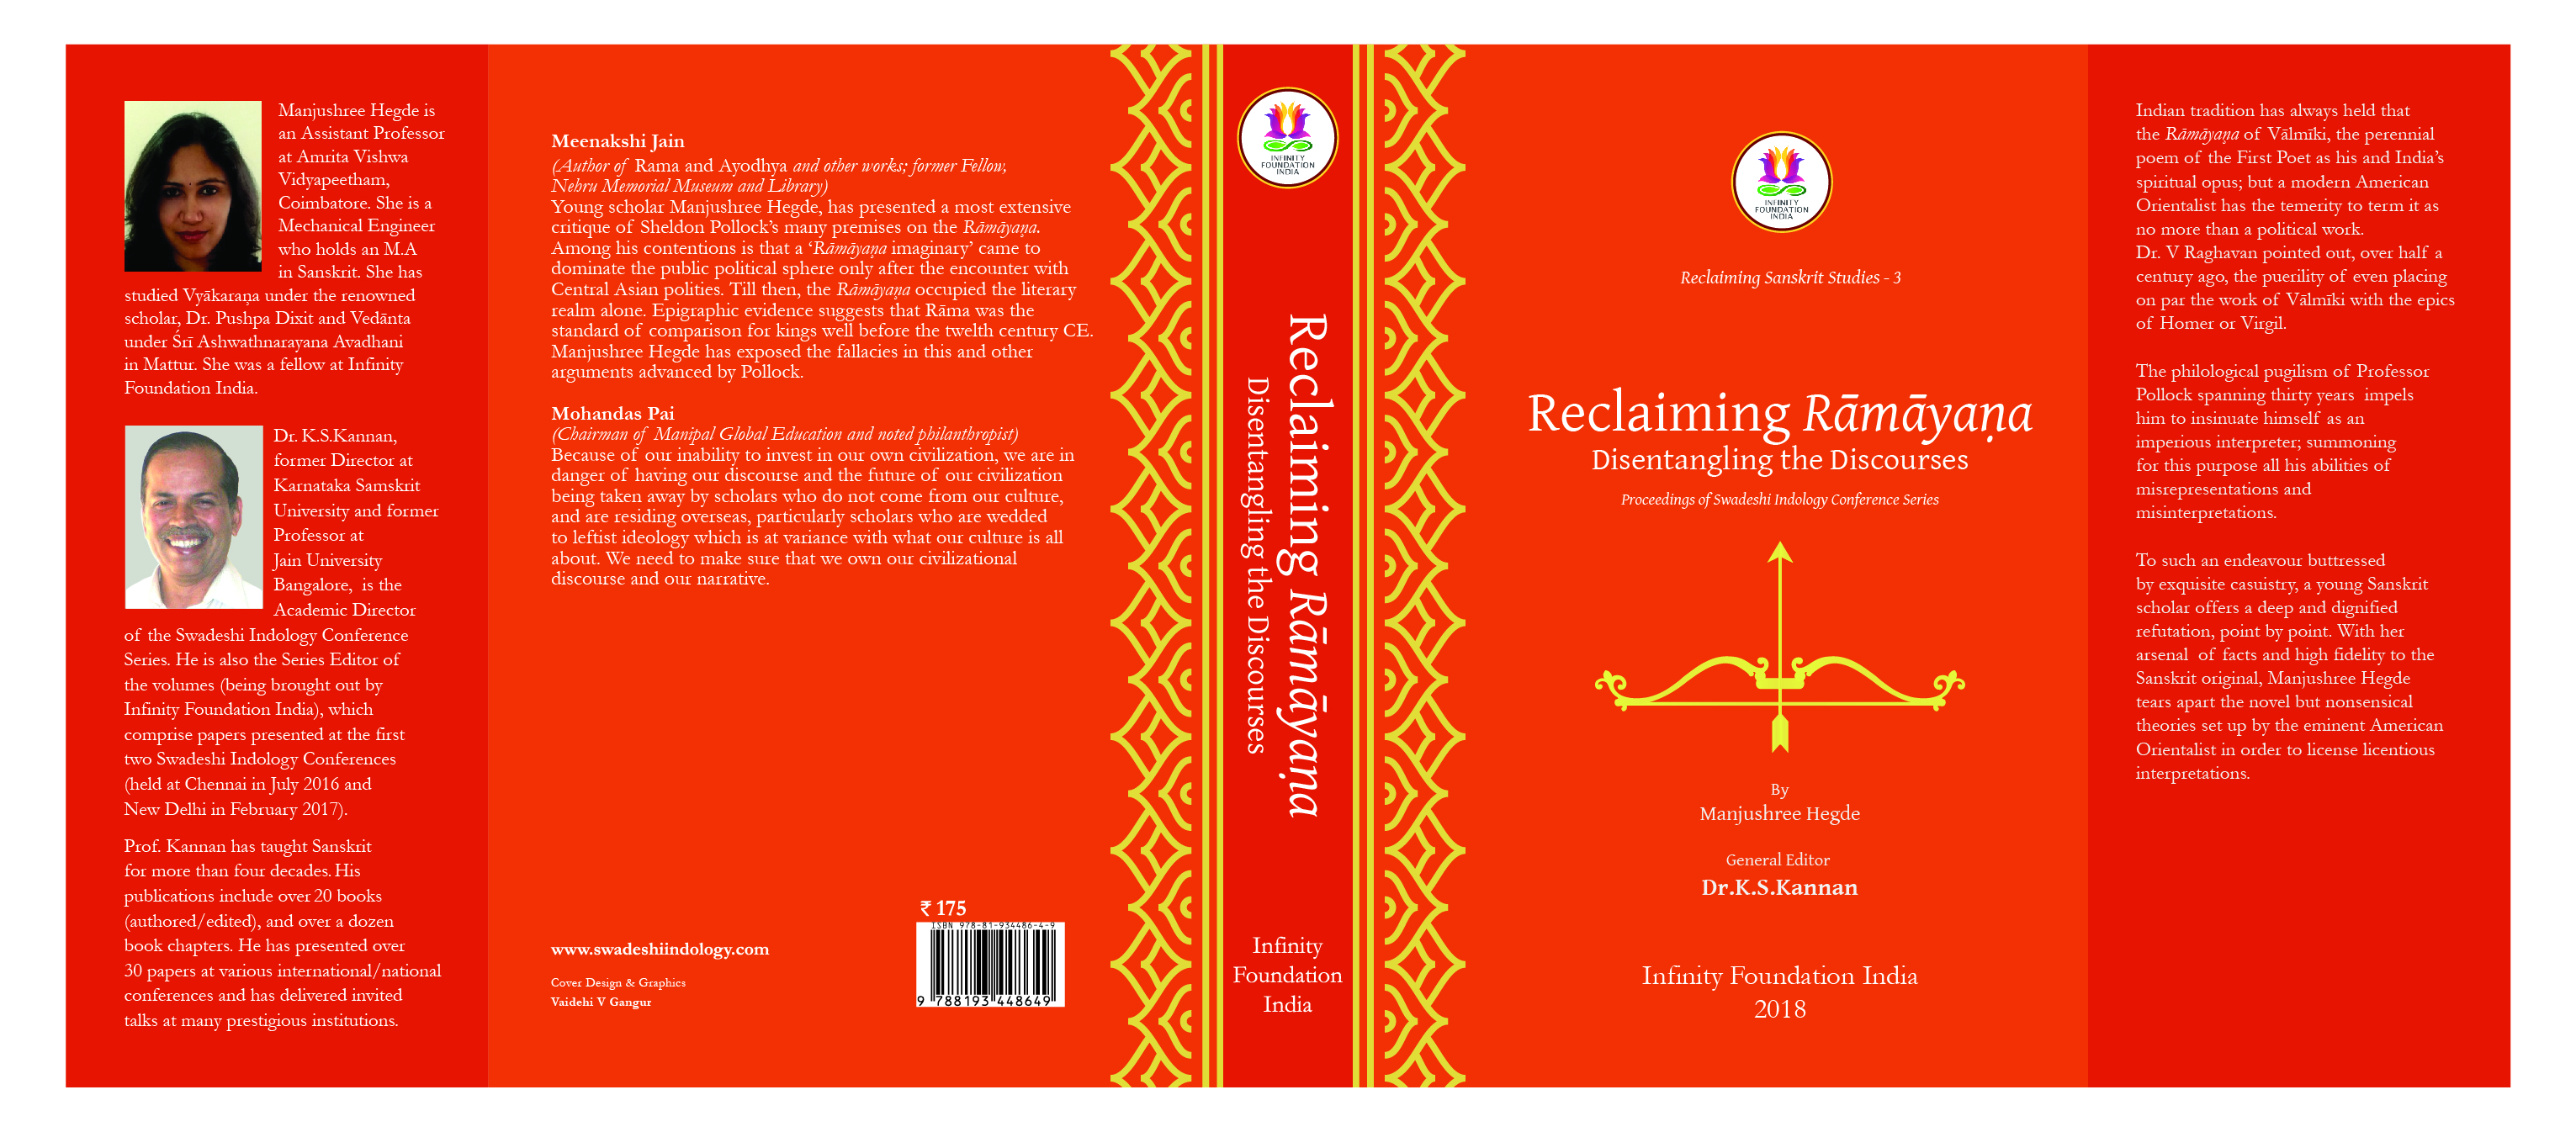 Manjushree Hegde is
an Assistant Professor
at Amrita Vishwa
Vidyapeetham,
Coimbatore. She is a
Mechanical Engineer
who holds an M.A
in Sanskrit. She has
studied Vyākaraṇa under the renowned
scholar, Dr. Pushpa Dixit and Vedānta
under Śrī Ashwathnarayana Avadhani
in Mattur. She was a fellow at Infinity
Foundation India.
Dr. K.S.Kannan,
former Director at
Karnataka Samskrit
University and former
Professor at
Jain University
Bangalore, is the
Academic Director
of the Swadeshi Indology Conference
Series. He is also the Series Editor of
the volumes (being brought out by
Infinity Foundation India), which
comprise papers presented at the first
two Swadeshi Indology Conferences
(held at Chennai in July 2016 and
New Delhi in February 2017).
Prof. Kannan has taught Sanskrit
for more than four decades. His
publications include over 20 books
(authored/edited), and over a dozen
book chapters. He has presented over
30 papers at various international/national
conferences and has delivered invited
talks at many prestigious institutions.
Meenakshi Jain
(Author of Rama and Ayodhya and other works; former Fellow,
Nehru Memorial Museum and Library)
Young scholar Manjushree Hegde, has presented a most extensive
critique of Sheldon Pollock’s many premises on the Rāmāyaṇa.
Among his contentions is that a ‘Rāmāyaṇa imaginary’ came to
dominate the public political sphere only after the encounter with
Central Asian polities. Till then, the Rāmāyaṇa occupied the literary
realm alone. Epigraphic evidence suggests that Rāma was the
standard of comparison for kings well before the twelth century CE.
Manjushree Hegde has exposed the fallacies in this and other
arguments advanced by Pollock.
Mohandas Pai
(Chairman of Manipal Global Education and noted philanthropist)
Because of our inability to invest in our own civilization, we are in
danger of having our discourse and the future of our civilization
being taken away by scholars who do not come from our culture,
and are residing overseas, particularly scholars who are wedded
to leftist ideology which is at variance with what our culture is all
about. We need to make sure that we own our civilizational
discourse and our narrative.
www.swadeshiindology.com
Cover Design & Graphics
Vaidehi V Gangur
₹ 175
ISBN 978-81-934486-4-9
9 788193 448649
INFINITY
FOUNDATION
INDIA
Reclaiming Rāmāyaṇa
Disentangling the Discourses
Infinity
Foundation
India
INFINITY
FOUNDATION
INDIA
Reclaiming Sanskrit Studies - 3
Reclaiming Rāmāyaṇa
Disentangling the Discourses
Proceedings of Swadeshi Indology Conference Series
By
Manjushree Hegde
General Editor
Dr.K.S.Kannan
Infinity Foundation India
2018
Indian tradition has always held that
the Rāmāyaṇa of Vālmīki, the perennial
poem of the First Poet as his and India’s
spiritual opus; but a modern American
Orientalist has the temerity to term it as
no more than a political work.
Dr. V Raghavan pointed out, over half a
century ago, the puerility of even placing
on par the work of Vālmīki with the epics
of Homer or Virgil.
The philological pugilism of Professor
Pollock spanning thirty years impels
him to insinuate himself as an
imperious interpreter; summoning
for this purpose all his abilities of
misrepresentations and
misinterpretations.
To such an endeavour buttressed
by exquisite casuistry, a young Sanskrit
scholar offers a deep and dignified
refutation, point by point. With her
arsenal of facts and high fidelity to the
Sanskrit original, Manjushree Hegde
tears apart the novel but nonsensical
theories set up by the eminent American
Orientalist in order to license licentious
interpretations.